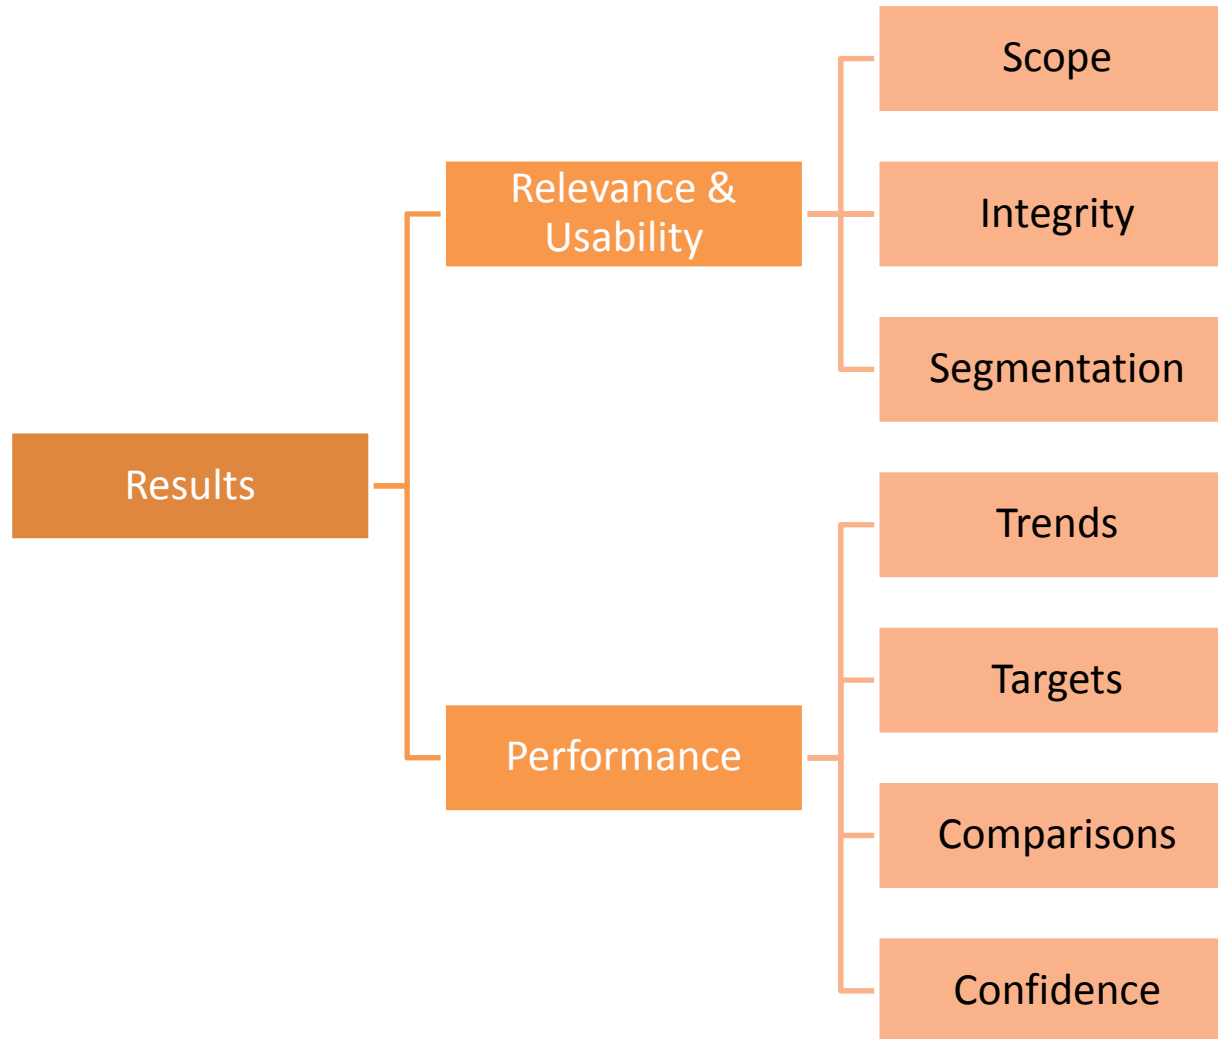 Results
Relevance &
Usability
Scope
Integrity
Segmentation
Performance
Trends
Targets
Comparisons
Confidence